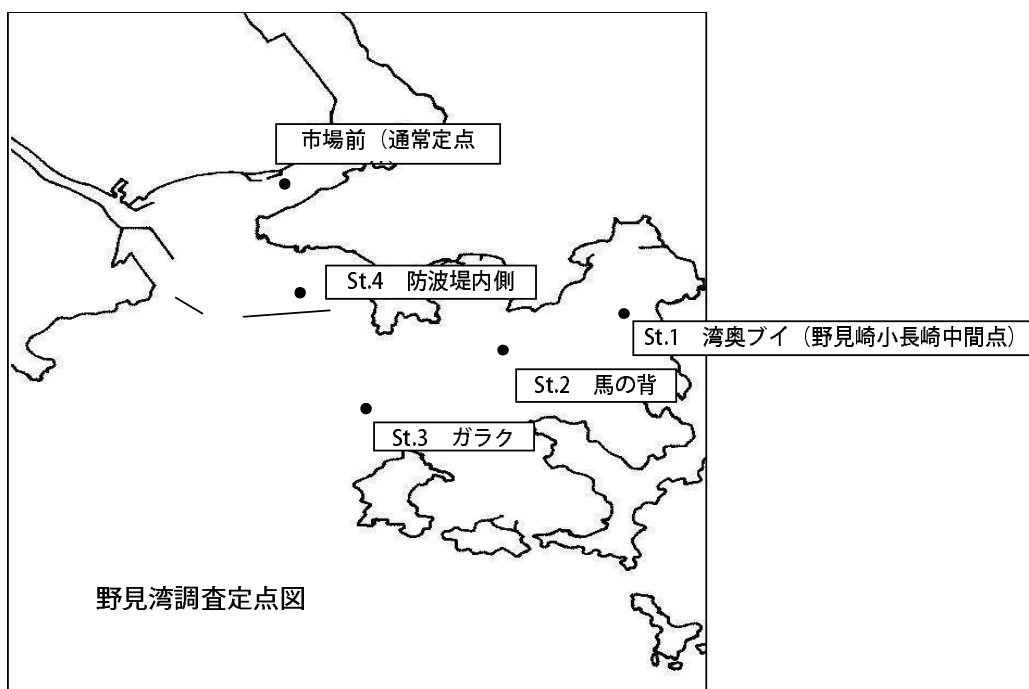 市場前（通常定点
St.4　防波堤内側
St.1　湾奥ブイ（野見崎小長崎中間点）
St.2　馬の背
St.3　ガラク
野見湾調査定点図